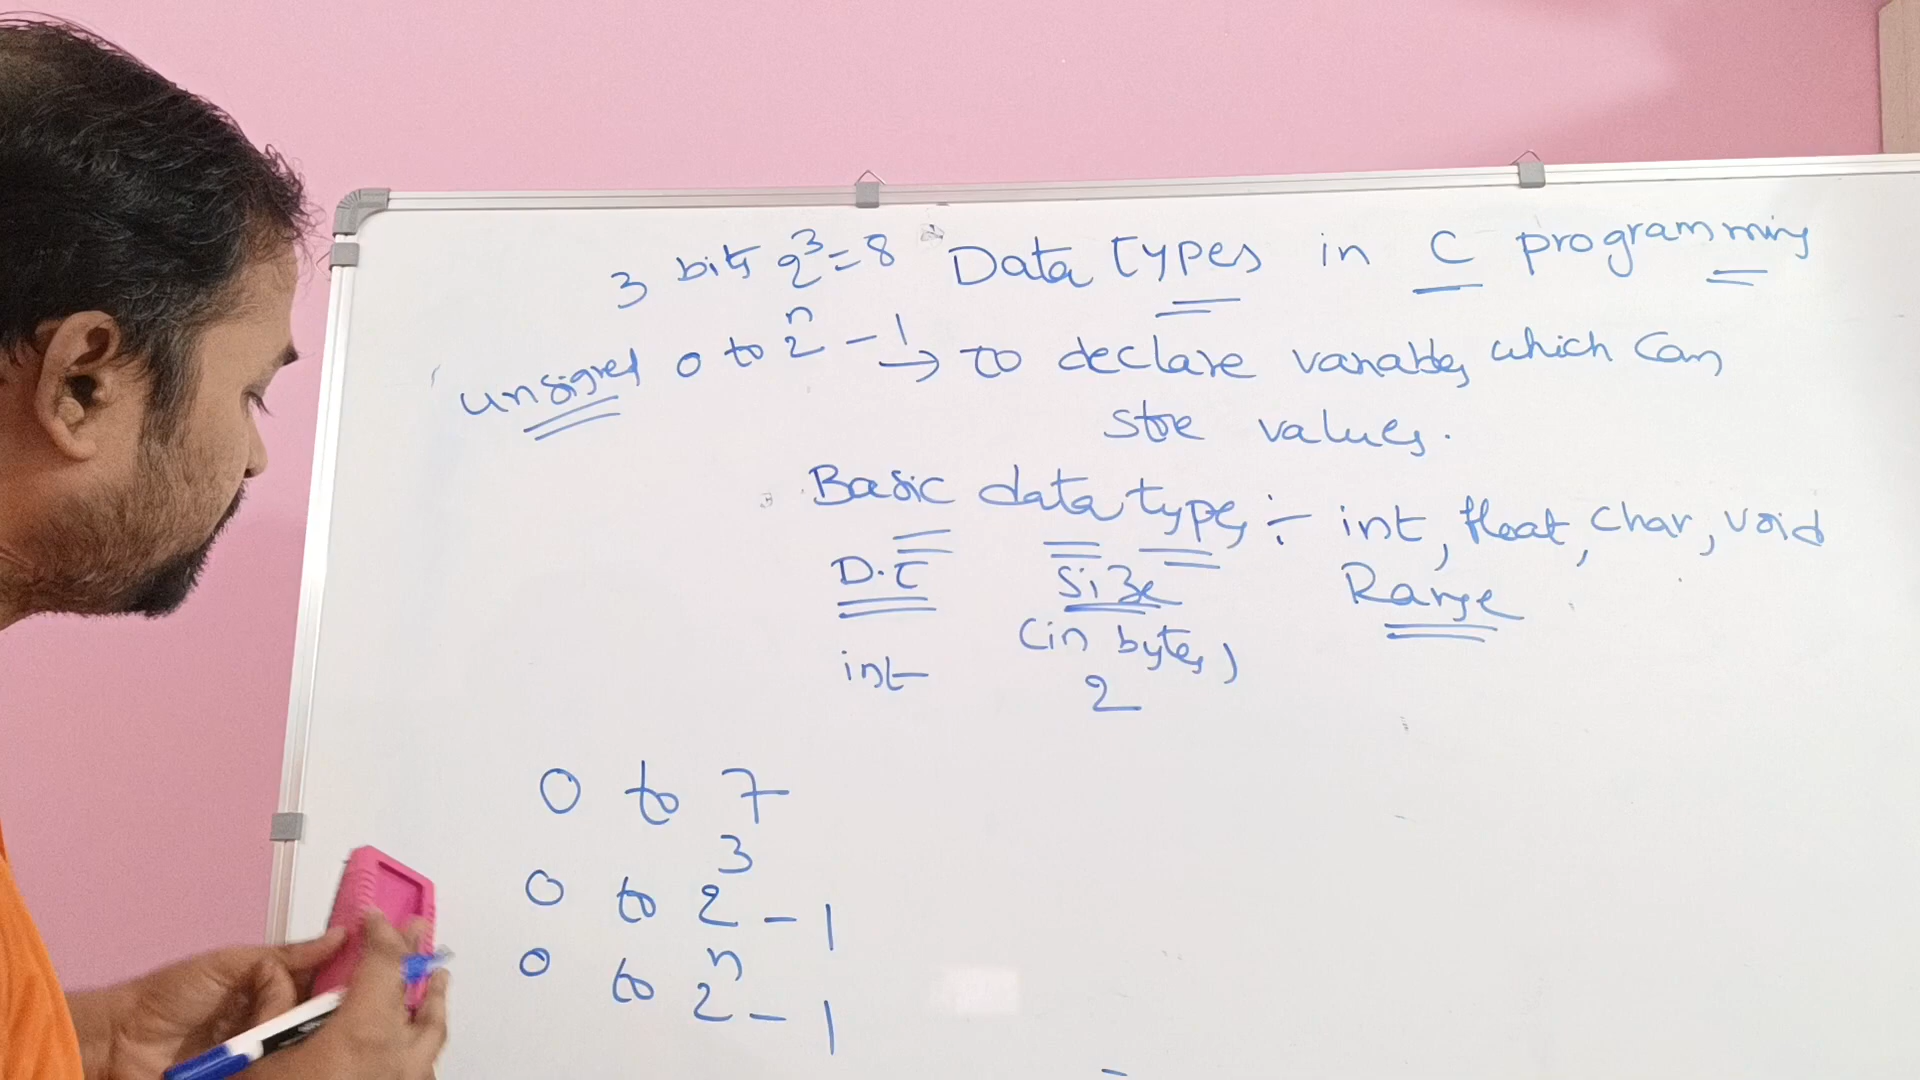 3 bits 2³=8 Data types in C programming
unsigned 0 to 2ⁿ - 1 → to declare variables which can
store values.
Basic data types :- int, float, char, void
D.T Size Range
(in bytes)
int 2
0 to 7
0 to 2³ - 1
0 to 2ⁿ - 1